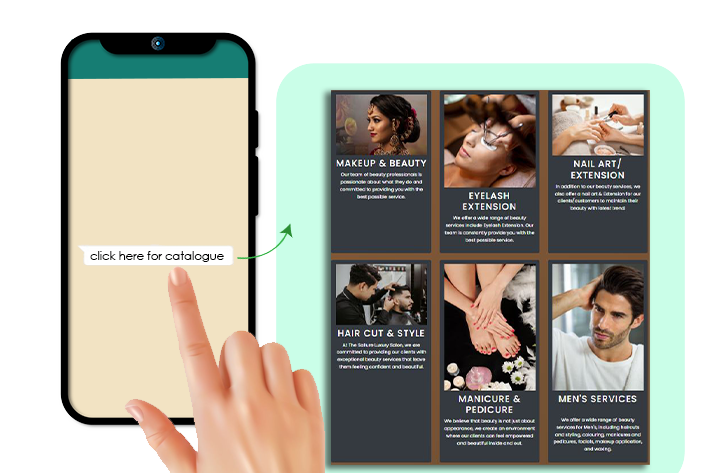 click here for catalogue
MAKEUP & BEAUTY
Our team of beauty professionals is
passionate about what they do and
committed to providing you with the
best possible service.
EYELASH
EXTENSION
We offer a wide range of beauty
services include Eyelash Extension. Our
team is constantly provide you with the
best possible service.
NAIL ART/
EXTENSION
In addition to our beauty services, we
also offer a nail art & Extension for our
clients/customers to maintain their
beauty with latest trend
HAIR CUT & STYLE
At The Salture Luxury Salon, we are
committed to providing our clients with
exceptional beauty services that leave
them feeling confident and beautiful.
MANICURE &
PEDICURE
We believe that beauty is not just about
appearance, we create an environment
where our clients can feel empowered
and beautiful inside and out.
MEN'S SERVICES
We offer a wide range of beauty
services for Men's, including haircuts
and styling, colouring, manicures and
pedicures, facials, makeup application,
and waxing.